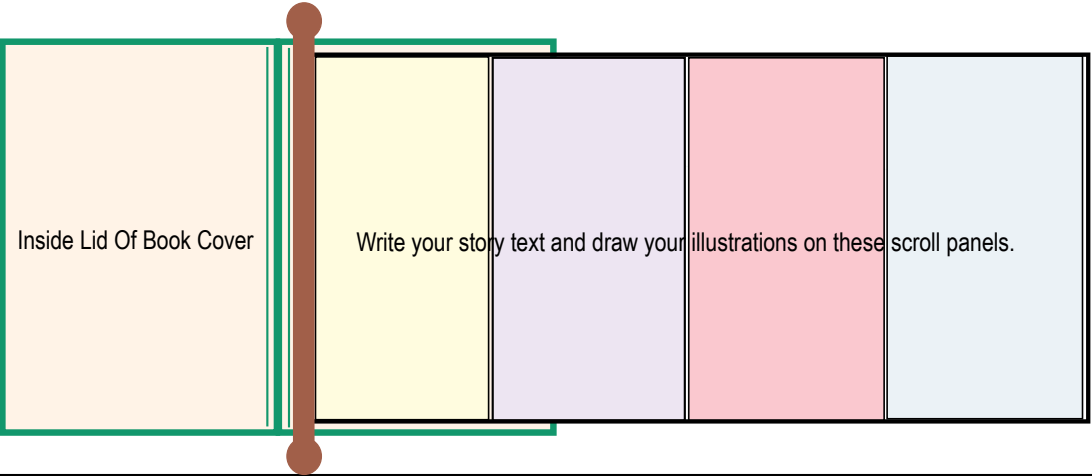 Inside Lid Of Book Cover
Write your story text and draw your illustrations on these scroll panels.